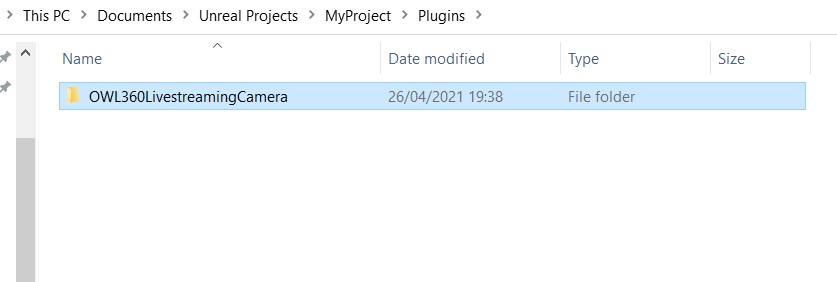 This PC > Documents > Unreal Projects > MyProject > Plugins >
Name Date modified Type Size
OWL360LivestreamingCamera 26/04/2021 19:38 File folder